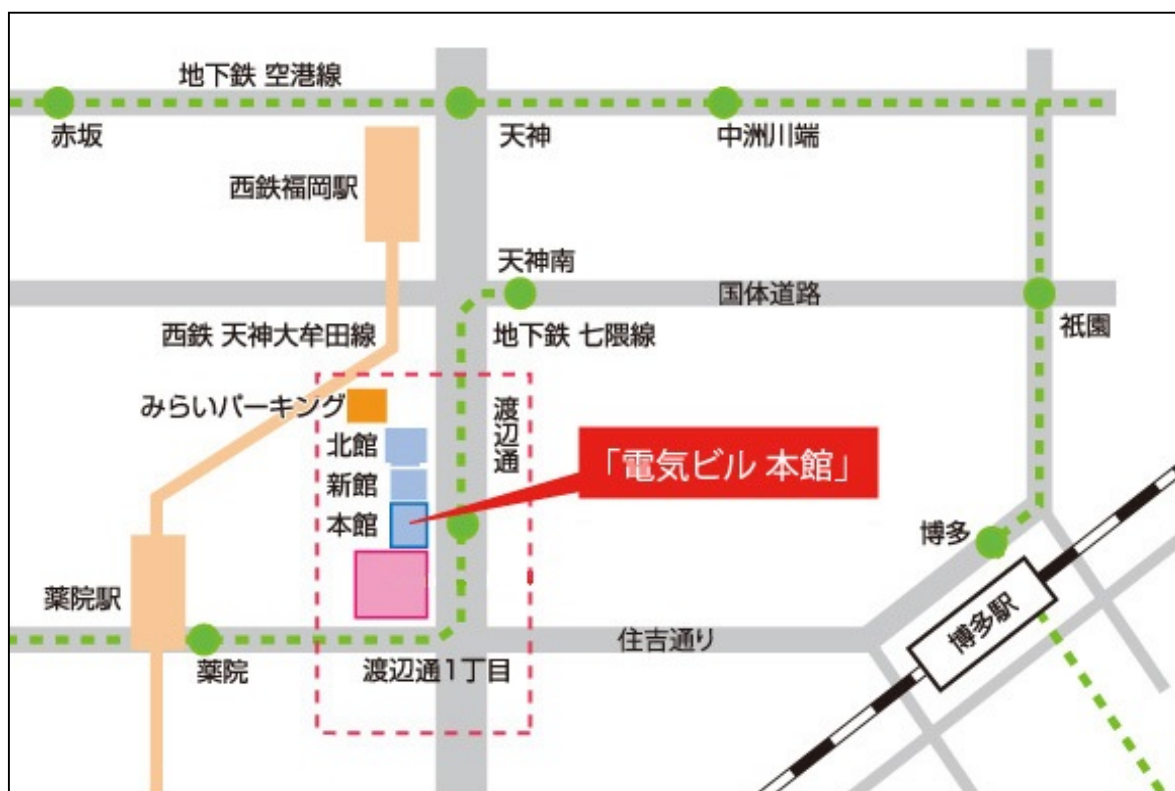 地下鉄 空港線
赤坂
天神
中洲川端
西鉄福岡駅
天神南
国体道路
祇園
西鉄 天神大牟田線
地下鉄 七隈線
みらいパーキング
渡辺通
北館
「電気ビル 本館」
新館
本館
博多
薬院駅
博多駅
住吉通り
薬院
渡辺通1丁目